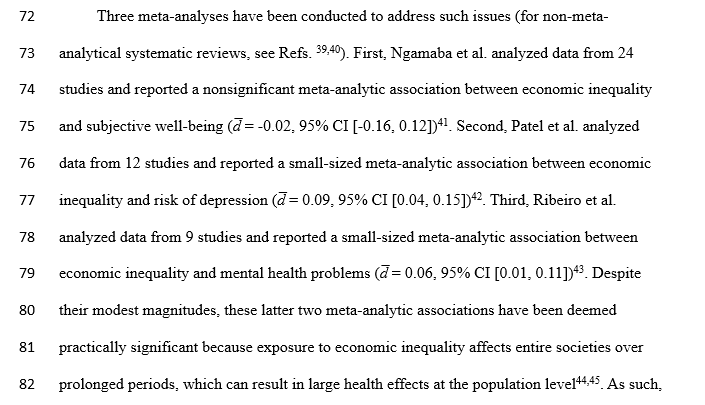 72 Three meta-analyses have been conducted to address such issues (for non-meta-
73 analytical systematic reviews, see Refs. 39,40). First, Ngamaba et al. analyzed data from 24
74 studies and reported a nonsignificant meta-analytic association between economic inequality
75 and subjective well-being (d̅ = -0.02, 95% CI [-0.16, 0.12])41. Second, Patel et al. analyzed
76 data from 12 studies and reported a small-sized meta-analytic association between economic
77 inequality and risk of depression (d̅ = 0.09, 95% CI [0.04, 0.15])42. Third, Ribeiro et al.
78 analyzed data from 9 studies and reported a small-sized meta-analytic association between
79 economic inequality and mental health problems (d̅ = 0.06, 95% CI [0.01, 0.11])43. Despite
80 their modest magnitudes, these latter two meta-analytic associations have been deemed
81 practically significant because exposure to economic inequality affects entire societies over
82 prolonged periods, which can result in large health effects at the population level44,45. As such,